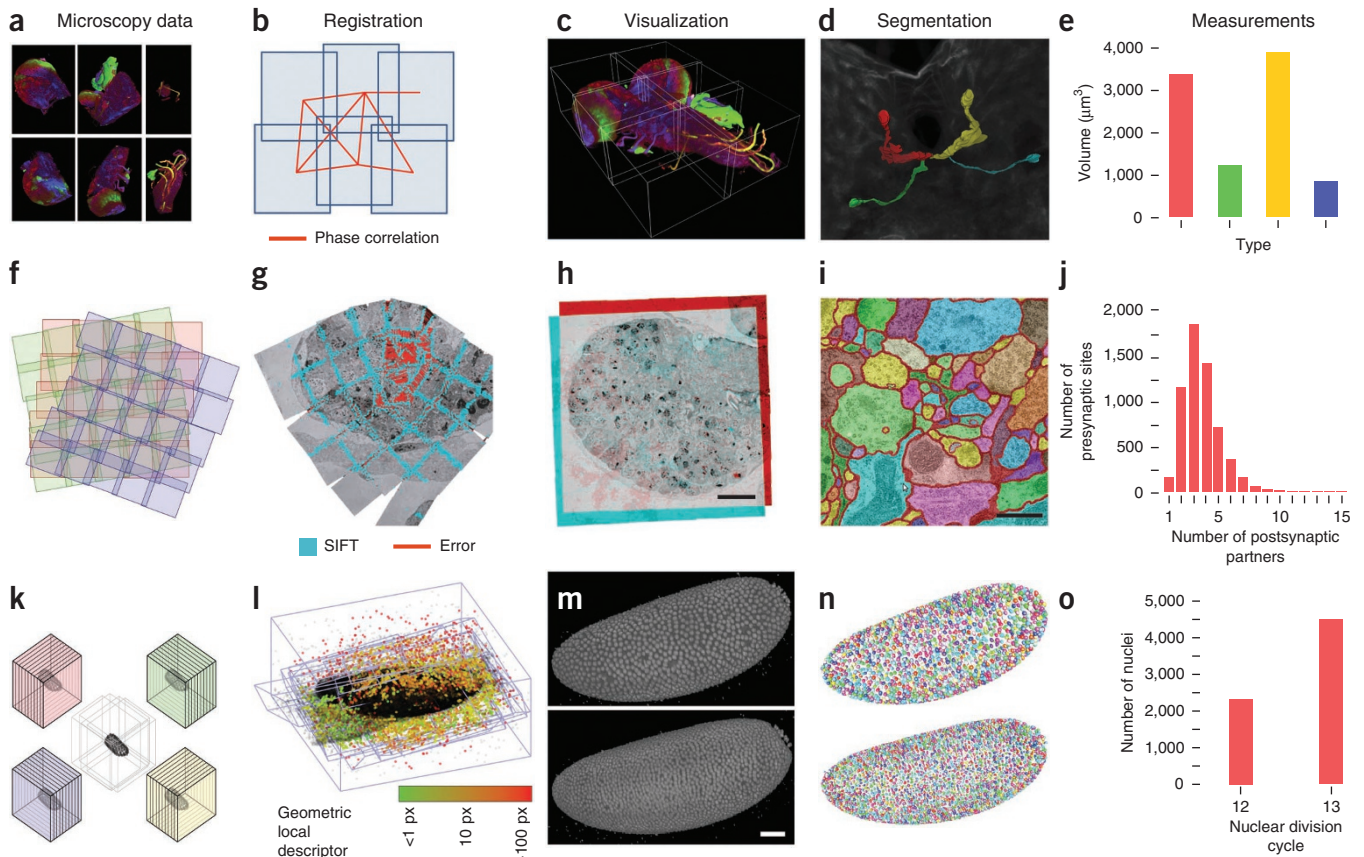 a Microscopy data
b Registration
c Visualization
d Segmentation
e Measurements
Phase correlation
Volume (μm³)
4,000
3,000
2,000
1,000
0
Type
f
g
h
i
j
SIFT
Error
Number of
presynaptic sites
2,000
1,500
1,000
500
0
1 5 10 15
Number of postsynaptic
partners
k
l
m
n
o
Geometric
local
descriptor
<1 px
10 px
100 px
Number of nuclei
5,000
4,000
3,000
2,000
1,000
0
12 13
Nuclear division
cycle